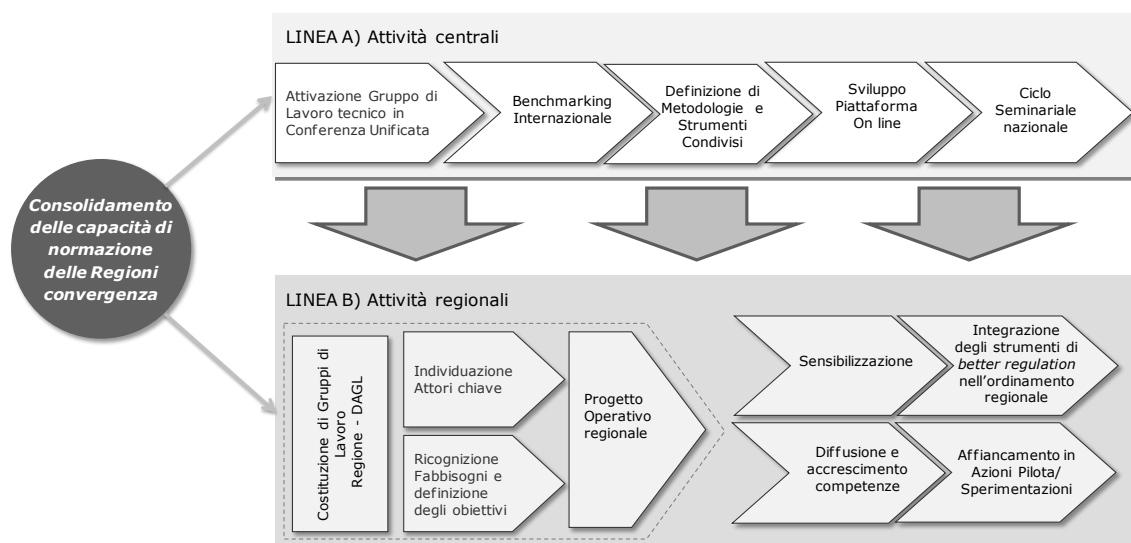 LINEA A) Attività centrali
Attivazione Gruppo di
Lavoro tecnico in
Conferenza Unificata
Benchmarking
Internazionale
Definizione di
Metodologie e
Strumenti
Condivisi
Sviluppo
Piattaforma
On line
Ciclo
Seminariale
nazionale
Consolidamento
delle capacità di
normazione
delle Regioni
convergenza
LINEA B) Attività regionali
Costituzione di Gruppi di
Lavoro
Regione - DAGL
Individuazione
Attori chiave
Ricognizione
Fabbisogni e
definizione
degli obiettivi
Progetto
Operativo
regionale
Sensibilizzazione
Integrazione
degli strumenti di
better regulation
nell'ordinamento
regionale
Diffusione e
accrescimento
competenze
Affiancamento in
Azioni Pilota/
Sperimentazioni